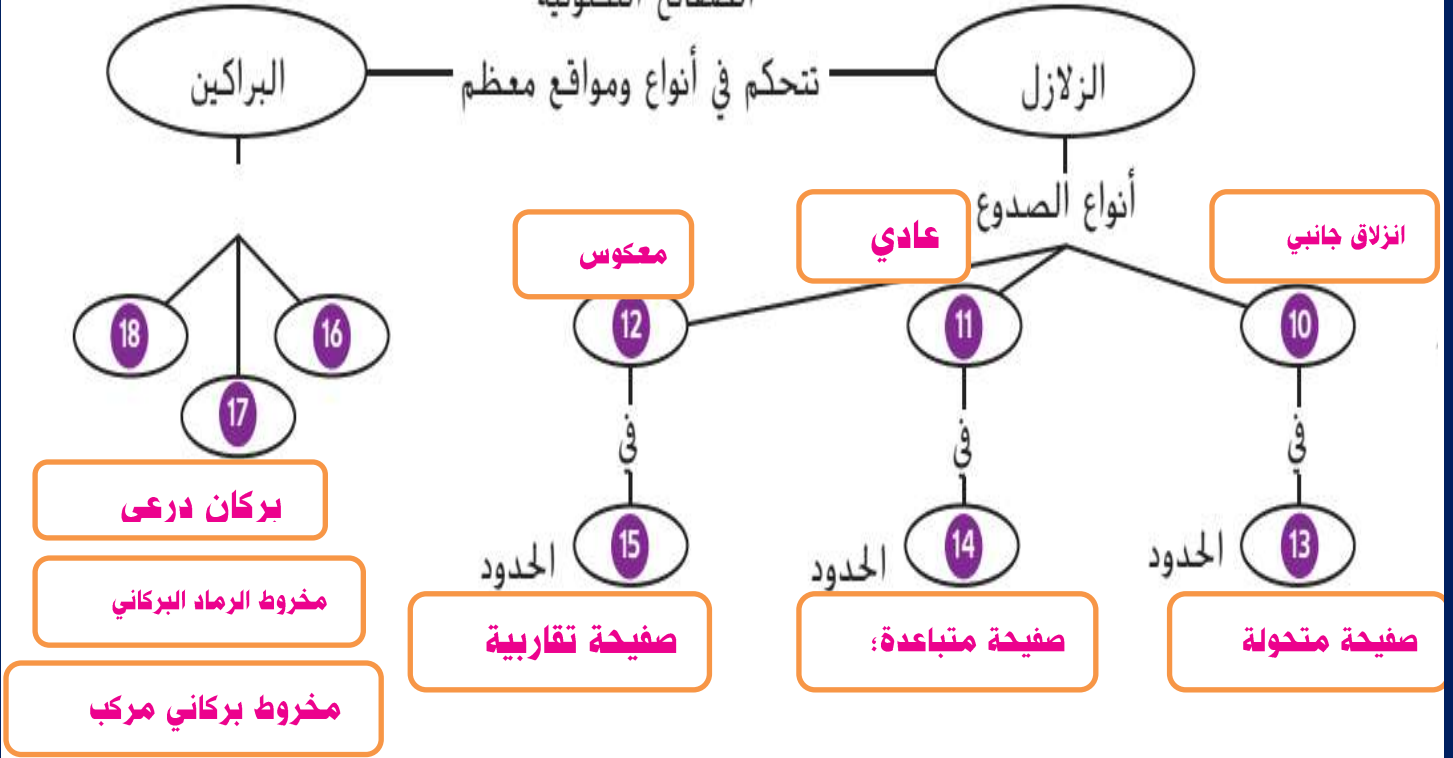 الزلازل
تتحكم في أنواع ومواقع معظم
البراكين
أنواع الصدوع
انزلاق جانبي
عادي
معكوس
10
11
12
16
17
18
في
في
في
13
الحدود
14
الحدود
15
الحدود
صفيحة متحولة
صفيحة متباعدة؛
صفيحة تقاربية
بركان درعى
مخروط الرماد البركاني
مخروط بركاني مركب